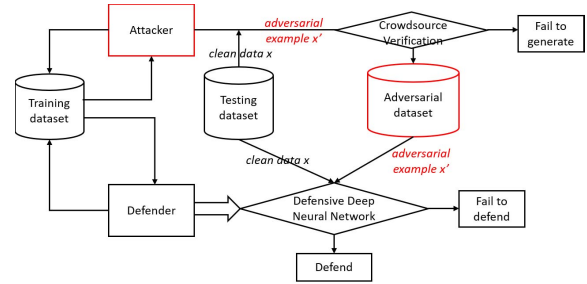 Attacker
adversarial
example x'
Crowdsource
Verification
Fail to
generate
clean data x
Training
dataset
Testing
dataset
Adversarial
dataset
clean data x
adversarial
example x'
Defender
Defensive Deep
Neural Network
Fail to
defend
Defend